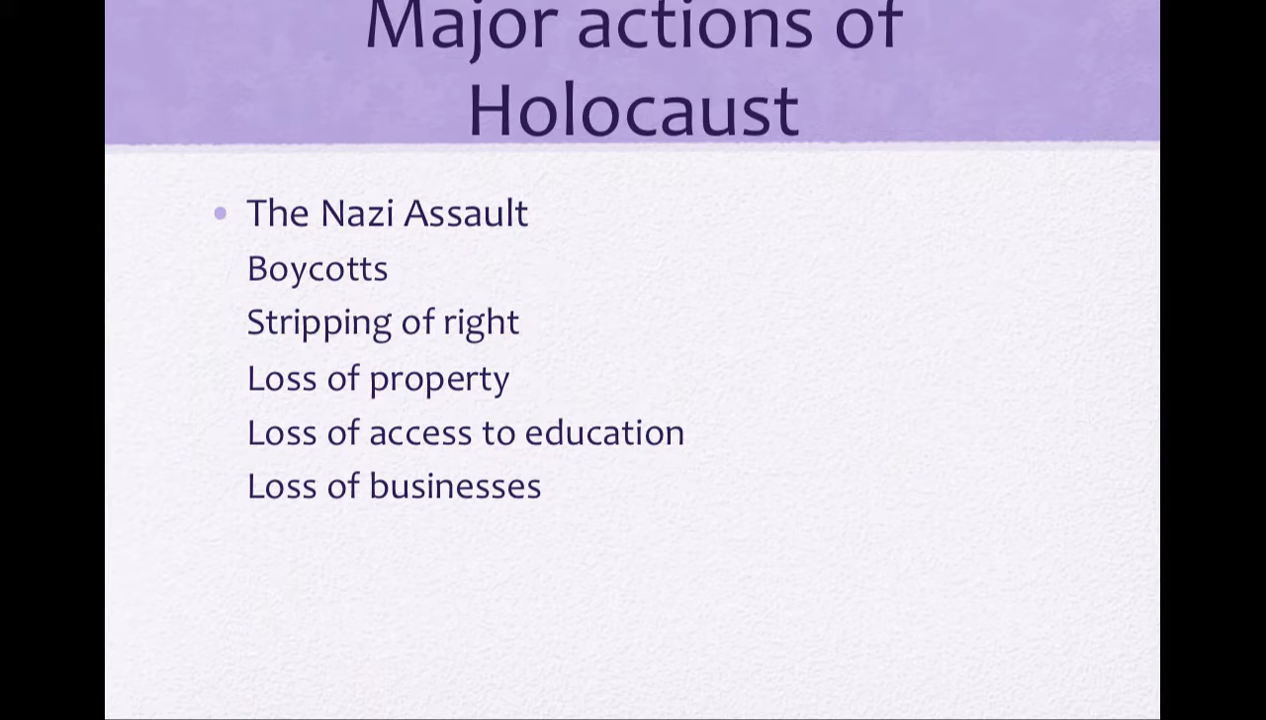 Major actions of
Holocaust
• The Nazi Assault
Boycotts
Stripping of right
Loss of property
Loss of access to education
Loss of businesses